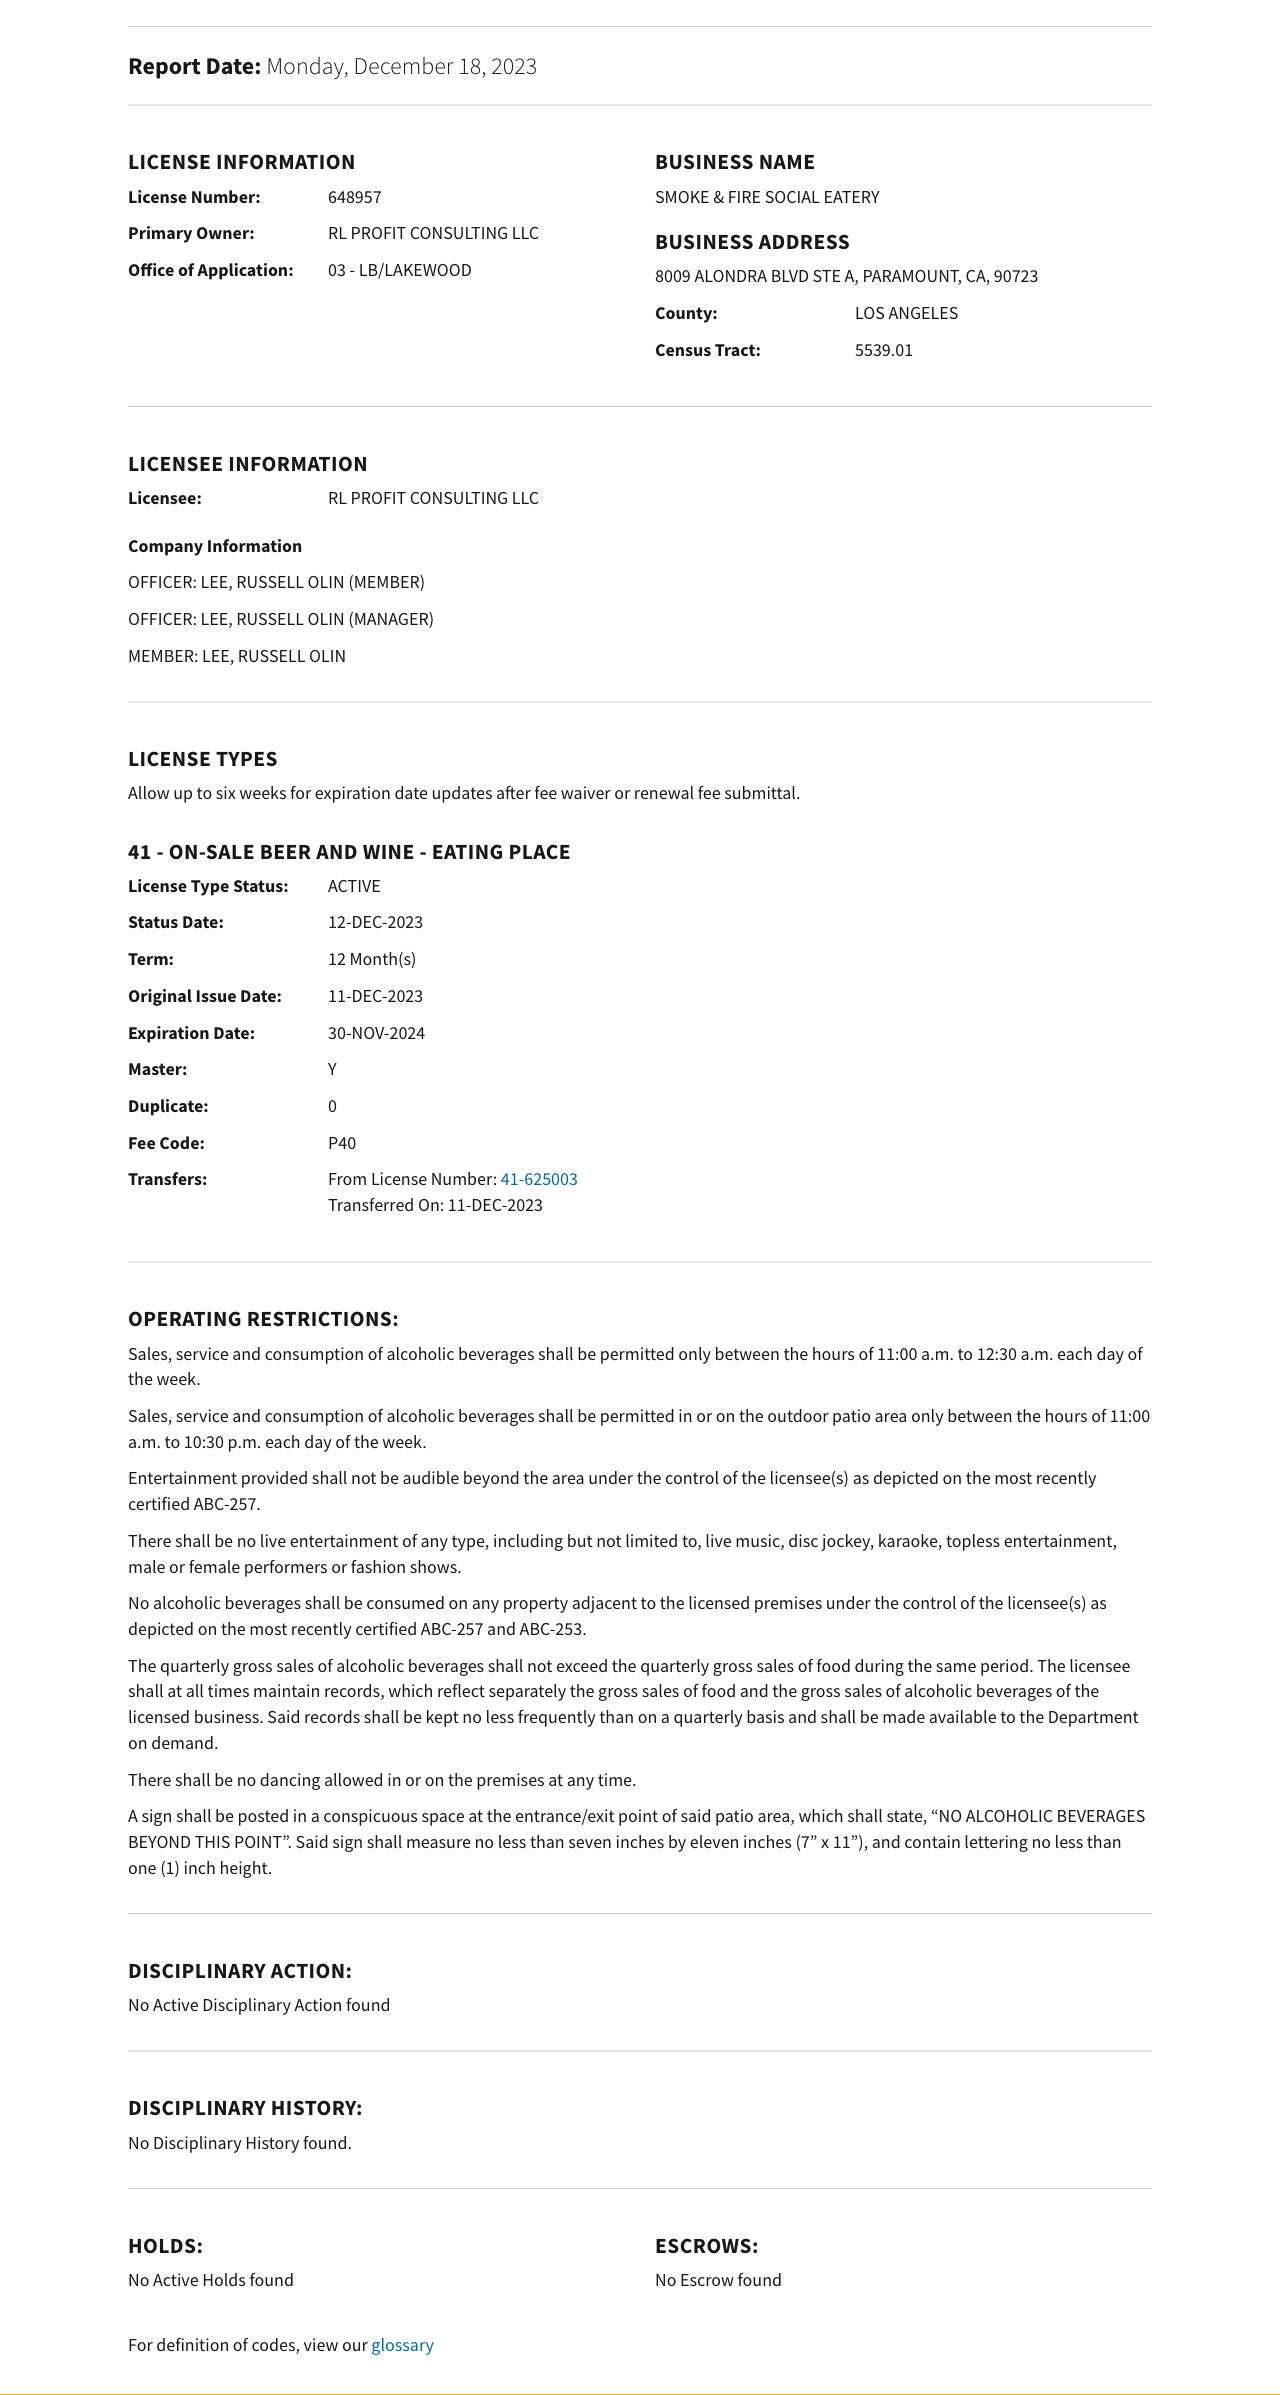 Report Date: Monday, December 18, 2023
LICENSE INFORMATION
License Number: 648957
Primary Owner: RL PROFIT CONSULTING LLC
Office of Application: 03 - LB/LAKEWOOD
BUSINESS NAME
SMOKE & FIRE SOCIAL EATERY
BUSINESS ADDRESS
8009 ALONDRA BLVD STE A, PARAMOUNT, CA, 90723
County: LOS ANGELES
Census Tract: 5539.01
LICENSEE INFORMATION
Licensee: RL PROFIT CONSULTING LLC
Company Information
OFFICER: LEE, RUSSELL OLIN (MEMBER)
OFFICER: LEE, RUSSELL OLIN (MANAGER)
MEMBER: LEE, RUSSELL OLIN
LICENSE TYPES
Allow up to six weeks for expiration date updates after fee waiver or renewal fee submittal.
41 - ON-SALE BEER AND WINE - EATING PLACE
License Type Status: ACTIVE
Status Date: 12-DEC-2023
Term: 12 Month(s)
Original Issue Date: 11-DEC-2023
Expiration Date: 30-NOV-2024
Master: Y
Duplicate: 0
Fee Code: P40
Transfers: From License Number: 41-625003
Transferred On: 11-DEC-2023
OPERATING RESTRICTIONS:
Sales, service and consumption of alcoholic beverages shall be permitted only between the hours of 11:00 a.m. to 12:30 a.m. each day of
the week.
Sales, service and consumption of alcoholic beverages shall be permitted in or on the outdoor patio area only between the hours of 11:00
a.m. to 10:30 p.m. each day of the week.
Entertainment provided shall not be audible beyond the area under the control of the licensee(s) as depicted on the most recently
certified ABC-257.
There shall be no live entertainment of any type, including but not limited to, live music, disc jockey, karaoke, topless entertainment,
male or female performers or fashion shows.
No alcoholic beverages shall be consumed on any property adjacent to the licensed premises under the control of the licensee(s) as
depicted on the most recently certified ABC-257 and ABC-253.
The quarterly gross sales of alcoholic beverages shall not exceed the quarterly gross sales of food during the same period. The licensee
shall at all times maintain records, which reflect separately the gross sales of food and the gross sales of alcoholic beverages of the
licensed business. Said records shall be kept no less frequently than on a quarterly basis and shall be made available to the Department
on demand.
There shall be no dancing allowed in or on the premises at any time.
A sign shall be posted in a conspicuous space at the entrance/exit point of said patio area, which shall state, “NO ALCOHOLIC BEVERAGES
BEYOND THIS POINT”. Said sign shall measure no less than seven inches by eleven inches (7” x 11”), and contain lettering no less than
one (1) inch height.
DISCIPLINARY ACTION:
No Active Disciplinary Action found
DISCIPLINARY HISTORY:
No Disciplinary History found.
HOLDS:
No Active Holds found
ESCROWS:
No Escrow found
For definition of codes, view our glossary